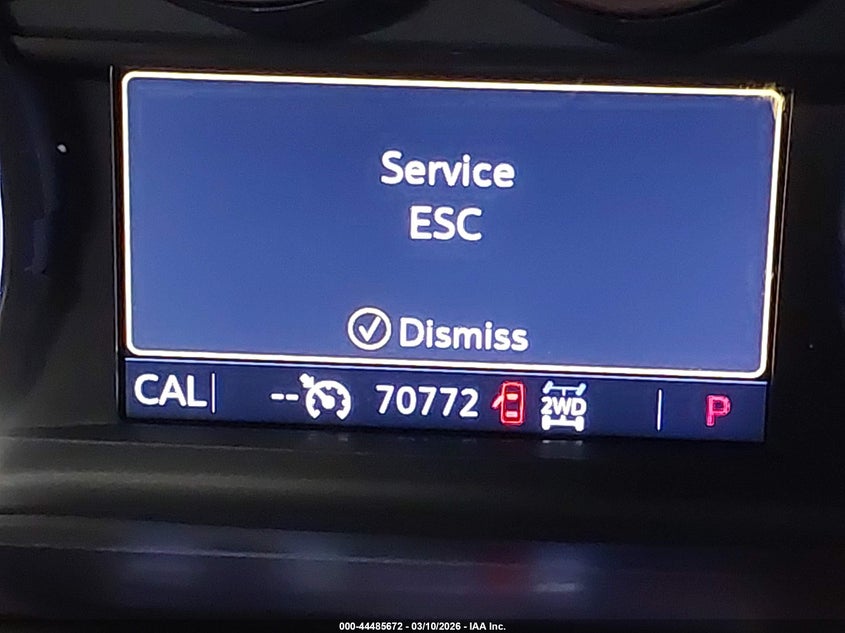 Service
ESC
Dismiss
CAL -- 70772 2WD P
000-44485672 - 03/10/2026 - IAA Inc.